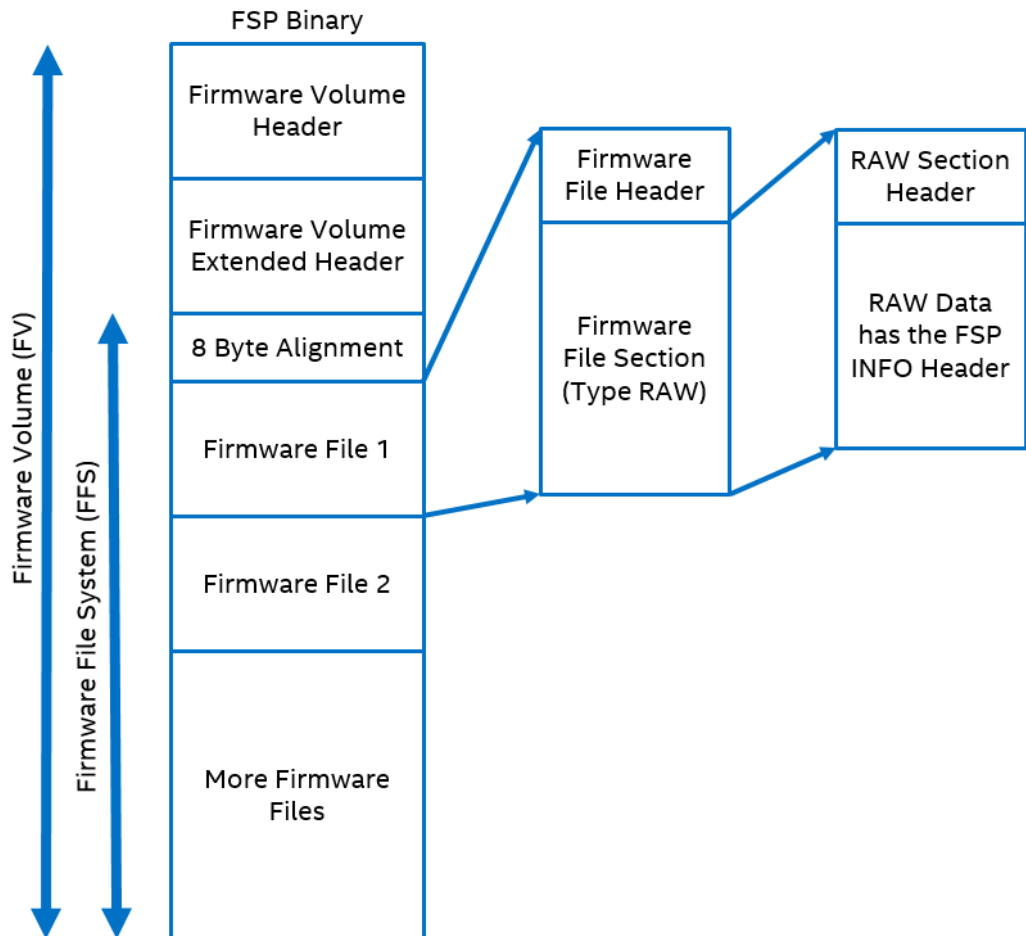 FSP Binary
Firmware Volume
Header
Firmware Volume
Extended Header
8 Byte Alignment
Firmware File 1
Firmware File 2
More Firmware
Files
Firmware Volume (FV)
Firmware File System (FFS)
Firmware
File Header
Firmware
File Section
(Type RAW)
RAW Section
Header
RAW Data
has the FSP
INFO Header